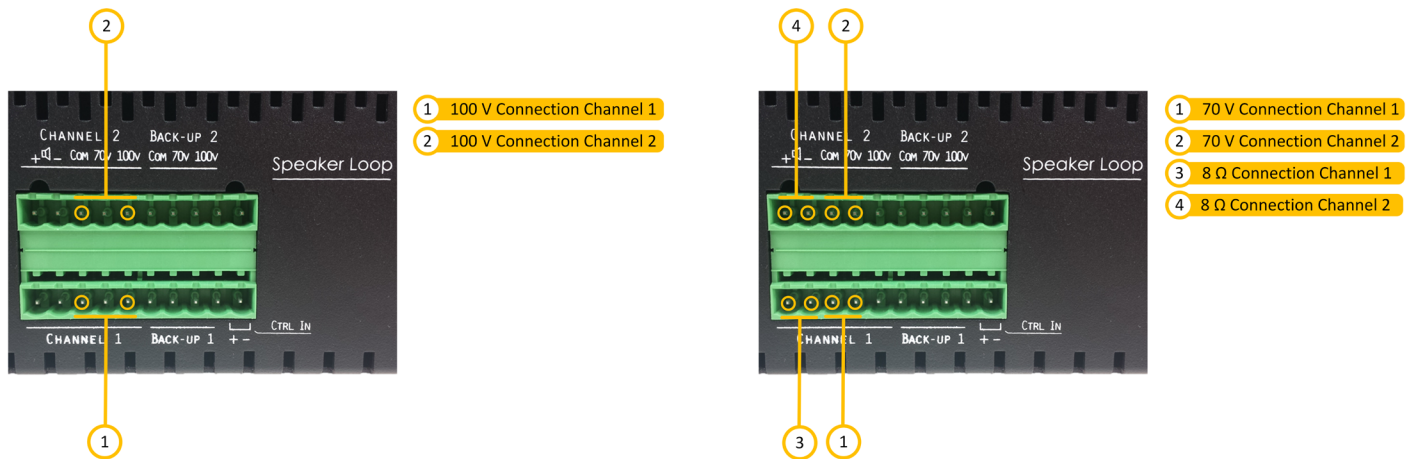 2
CHANNEL 2 BACK-UP 2
+ - COM 70V 100V COM 70V 100V
Speaker Loop
CHANNEL 1 BACK-UP 1 + - CTRL IN
1
1 100 V Connection Channel 1
2 100 V Connection Channel 2
4 2
CHANNEL 2 BACK-UP 2
+ - COM 70V 100V COM 70V 100V
Speaker Loop
CHANNEL 1 BACK-UP 1 + - CTRL IN
3 1
1 70 V Connection Channel 1
2 70 V Connection Channel 2
3 8 Ω Connection Channel 1
4 8 Ω Connection Channel 2